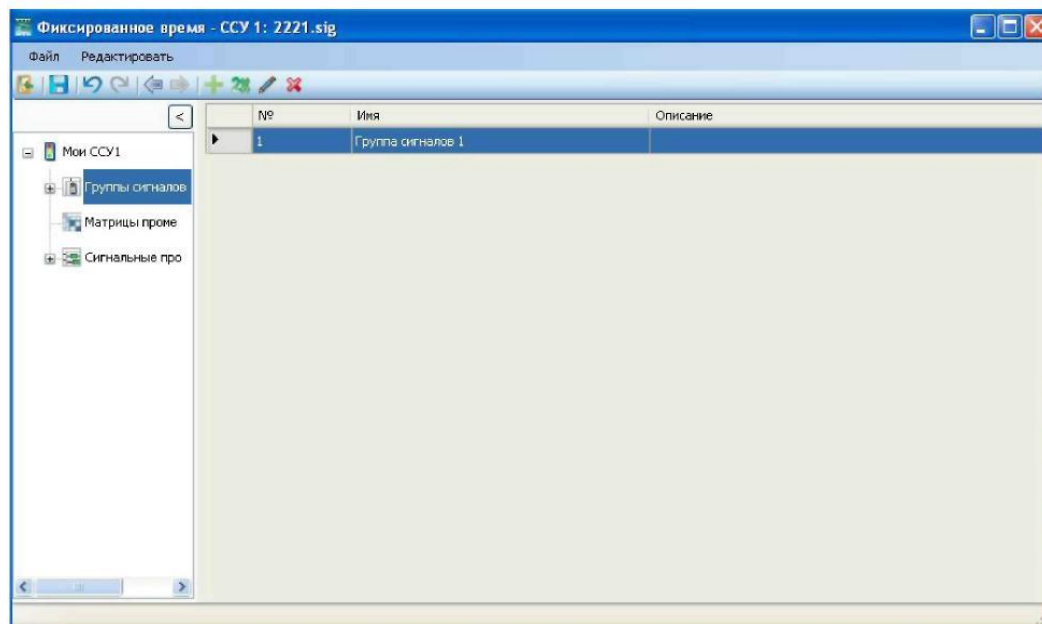 Фиксированное время - ССУ 1: 2221.sig
Файл Редактировать
<
№ Имя Описание
1 Группа сигналов 1
Мои ССУ1
Группы сигналов
Матрицы проме
Сигнальные про